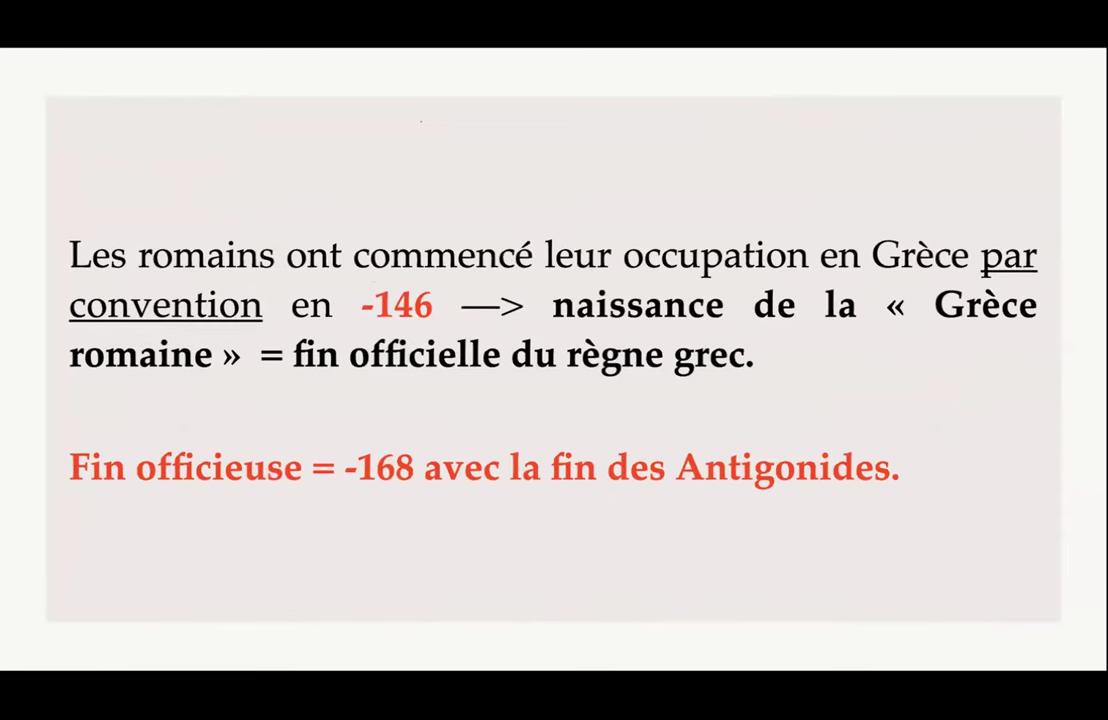 Les romains ont commencé leur occupation en Grèce par
convention en -146 —> naissance de la « Grèce
romaine » = fin officielle du règne grec.
Fin officieuse = -168 avec la fin des Antigonides.